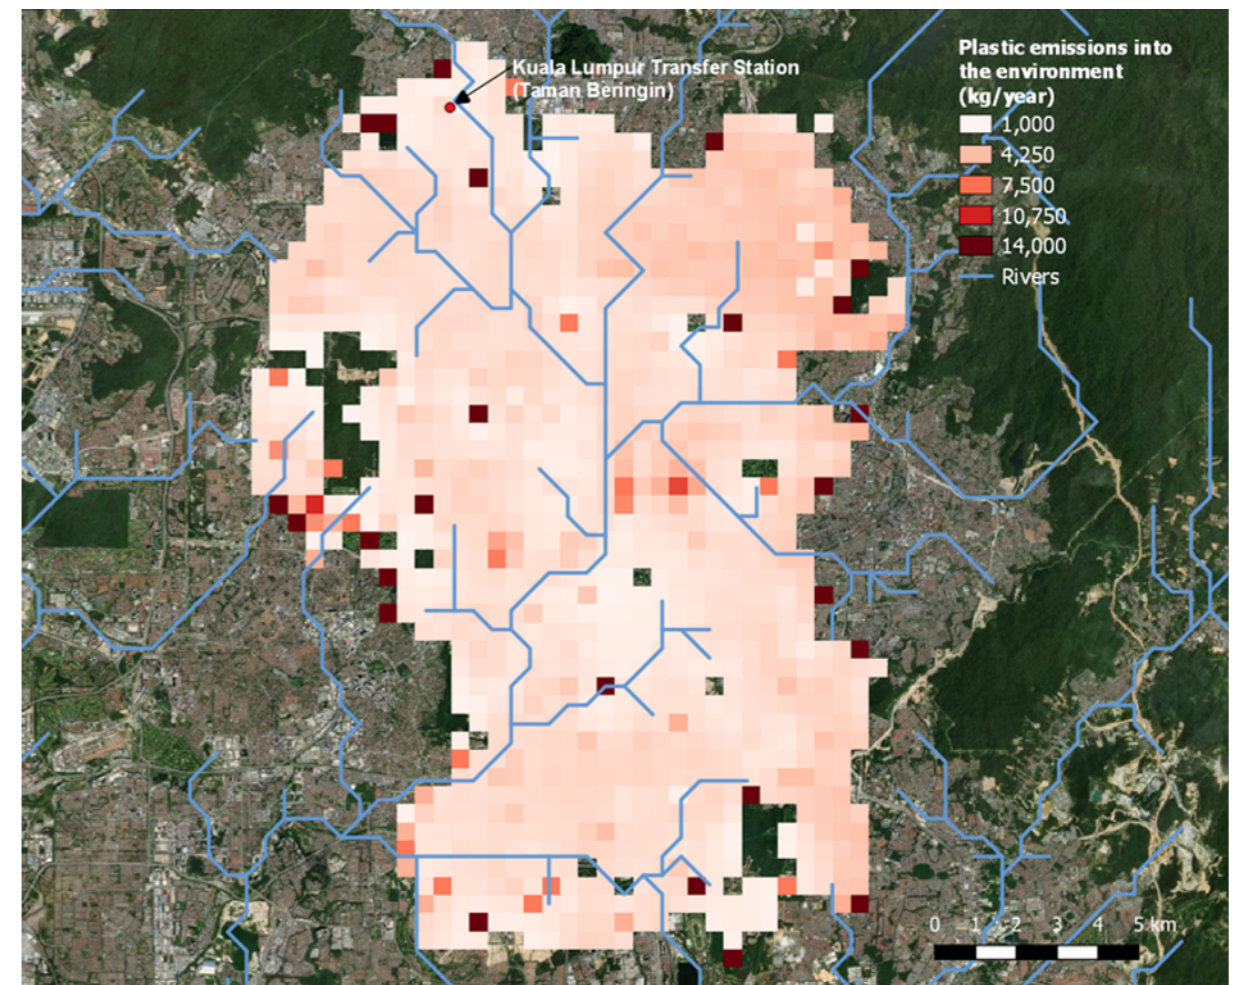 Kuala Lumpur Transfer Station
(Taman Beringin)
Plastic emissions into
the environment
(kg/year)
1,000
4,250
7,500
10,750
14,000
Rivers
0 1 2 3 4 5 km